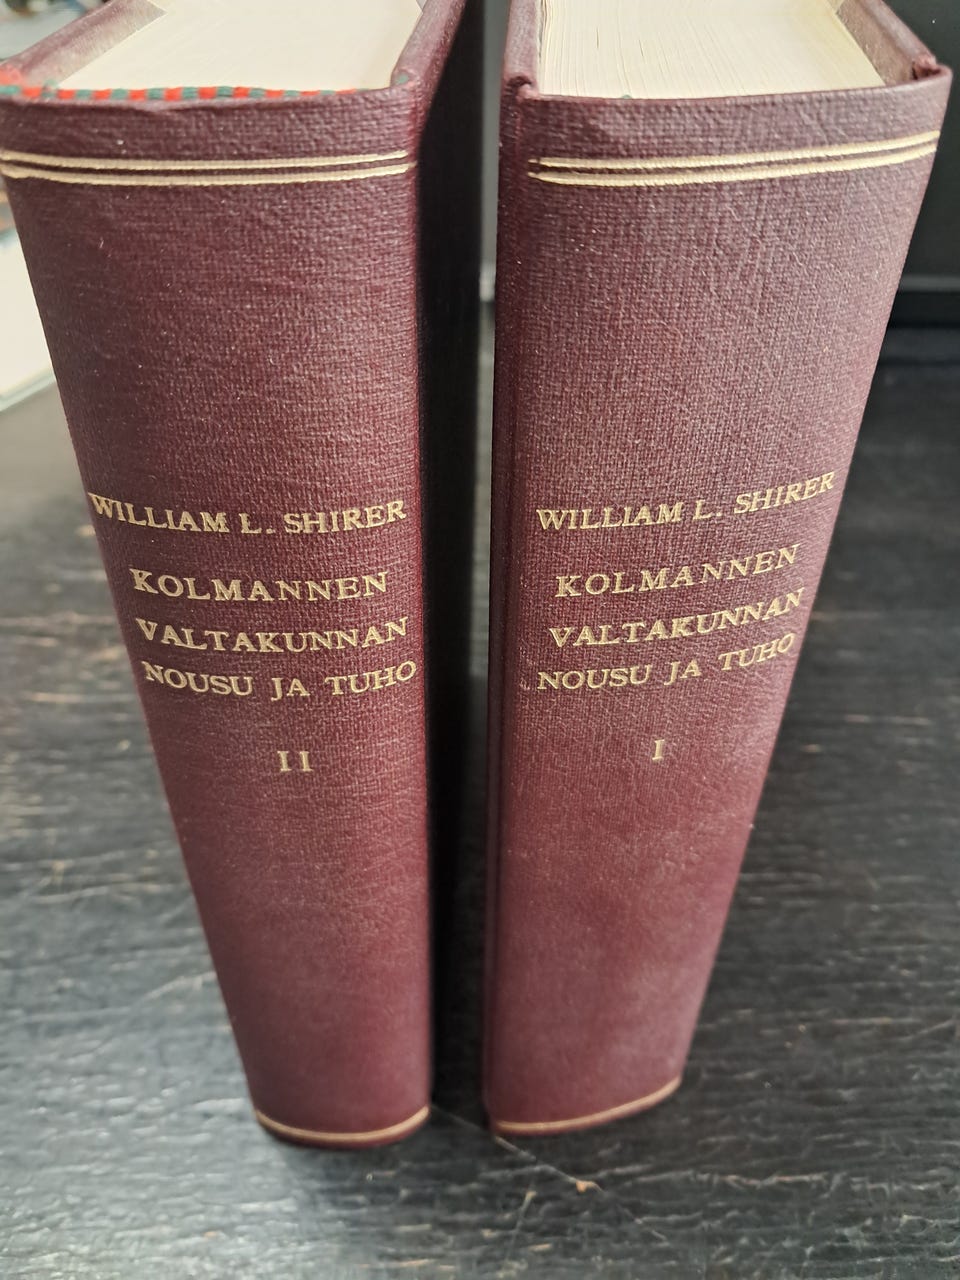 WILLIAM L. SHIRER
KOLMANNEN
VALTAKUNNAN
NOUSU JA TUHO
II
WILLIAM L. SHIRER
KOLMANNEN
VALTAKUNNAN
NOUSU JA TUHO
I